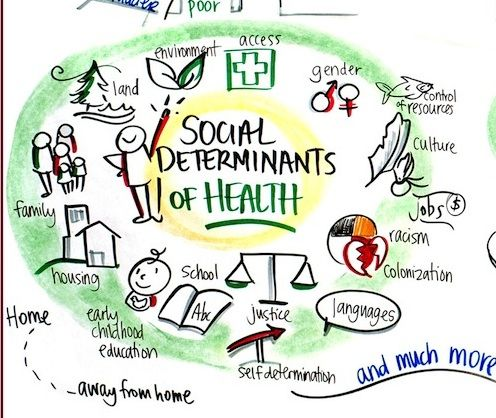 poor
access
environment
land
gender
control
of resources
SOCIAL
DETERMINANTS
OF HEALTH
culture
family
Jobs $
racism
colonization
housing
school
Abc
justice
languages
early
childhood
education
Home
away from home
self determination
and much more